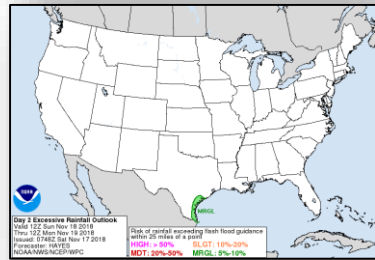 MRGL
NOAA
Day 2 Excessive Rainfall Outlook
Valid 12Z Sun Nov 18 2018
Thru 12Z Mon Nov 19 2018
Issued: 0748Z Sat Nov 17 2018
Forecaster: HAYES
NOAA/NWS/NCEP/WPC
Risk of rainfall exceeding flash flood guidance
within 25 miles of a point
HIGH: > 50% SLGT: 10%-20%
MDT: 20%-50% MRGL: 5%-10%